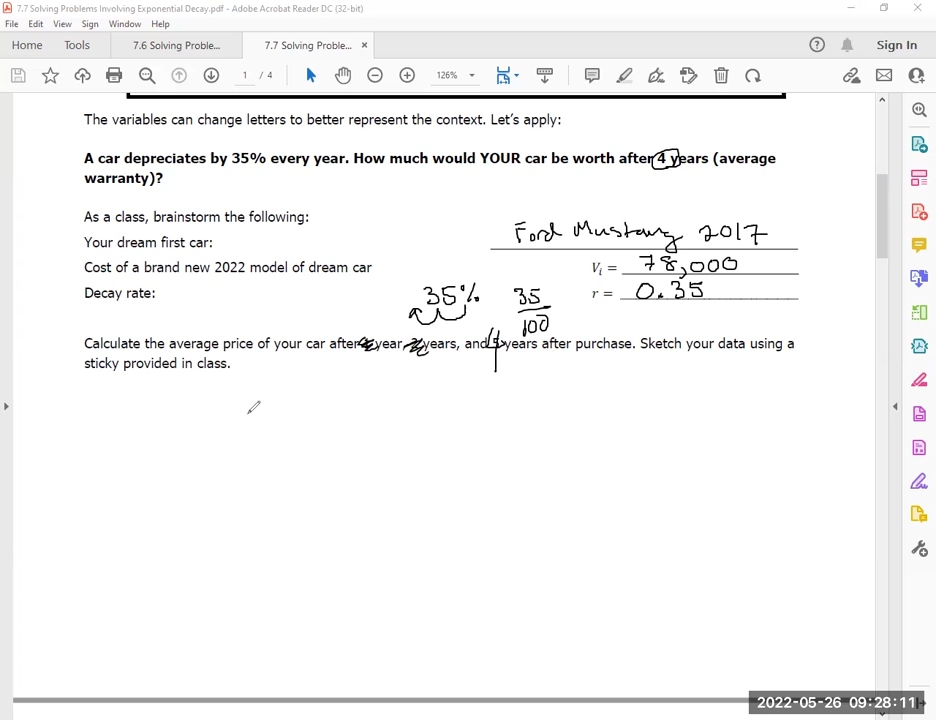 7.7 Solving Problems Involving Exponential Decay.pdf - Adobe Acrobat Reader DC (32-bit)
File Edit View Sign Window Help
Home Tools 7.6 Solving Proble... 7.7 Solving Proble... × Sign In
1 / 4 126%
The variables can change letters to better represent the context. Let's apply:
A car depreciates by 35% every year. How much would YOUR car be worth after 4 years (average
warranty)?
As a class, brainstorm the following:
Your dream first car: Ford Mustang 2017
Cost of a brand new 2022 model of dream car Vi = 78,000
Decay rate: 35% 35/100 r = 0.35
Calculate the average price of your car after year, years, and 4 years after purchase. Sketch your data using a
sticky provided in class.
2022-05-26 09:28:11